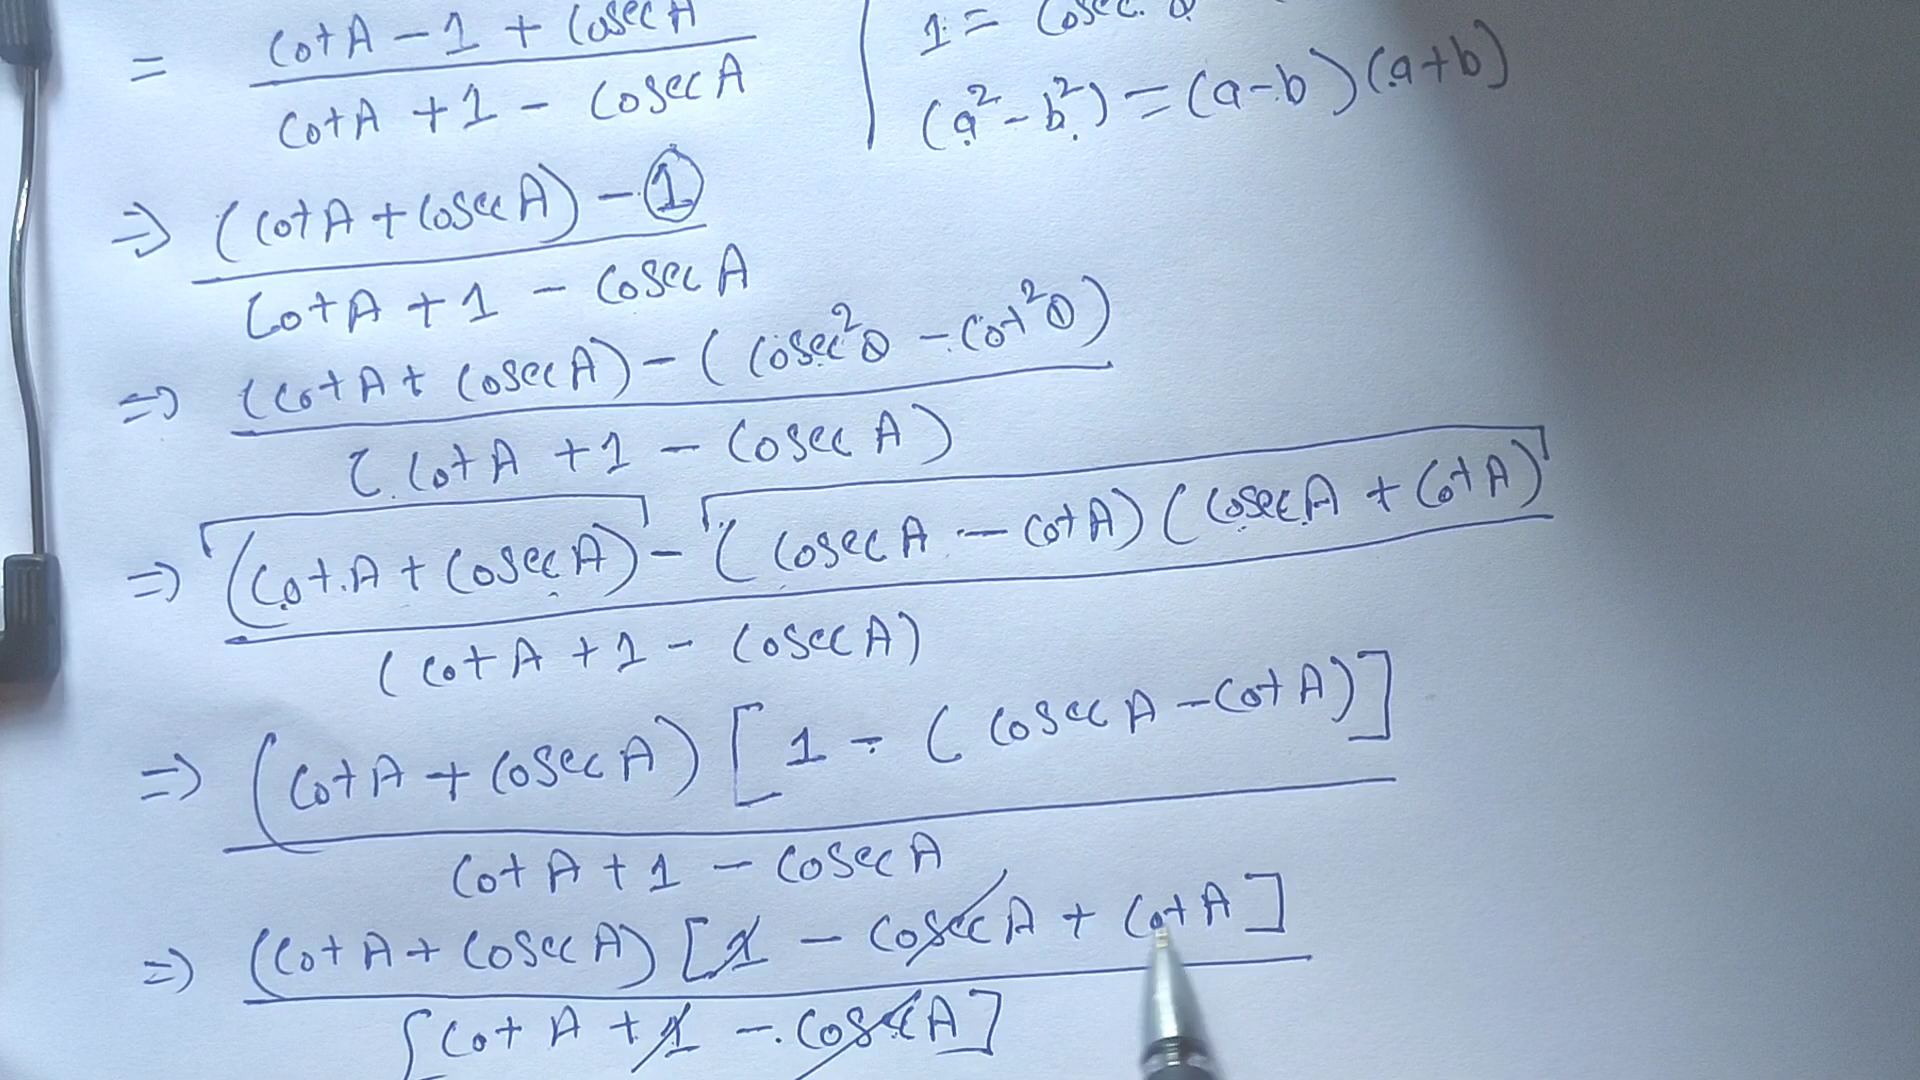 = cotA - 1 + cosecA
cotA + 1 - cosecA
1 = cosec
(a² - b²) = (a-b)(a+b)
⇒ (cotA + cosecA) - 1
cotA + 1 - cosecA
⇒ (cotA + cosecA) - (cosec²θ - cot²θ)
(cotA + 1 - cosecA)
⇒ (cotA + cosecA) - (cosecA - cotA)(cosecA + cotA)
(cotA + 1 - cosecA)
⇒ (cotA + cosecA)[1 - (cosecA - cotA)]
cotA + 1 - cosecA
⇒ (cotA + cosecA)[1 - cosecA + cotA]
[cotA + 1 - cosecA]